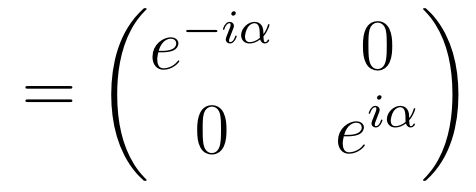 = \begin{pmatrix} e^{-i\alpha} & 0 \\ 0 & e^{i\alpha} \end{pmatrix}